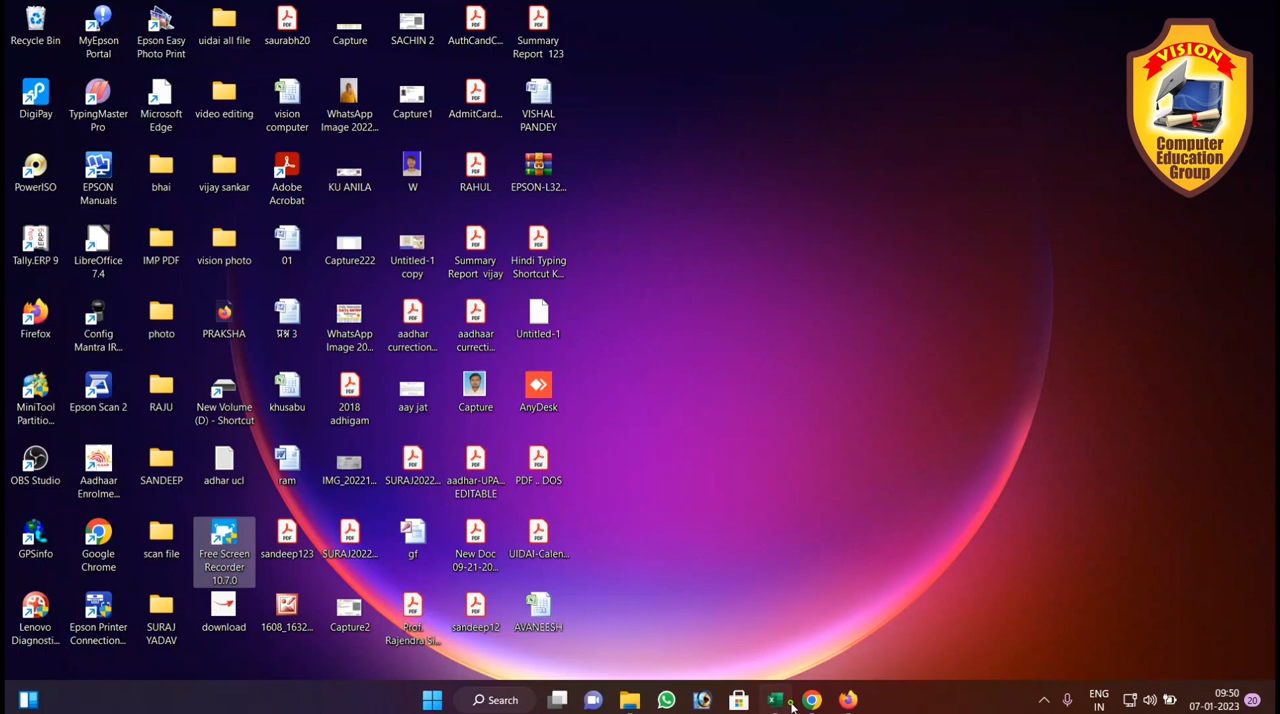 Recycle Bin
MyEpson
Portal
Epson Easy
Photo Print
uidai all file
saurabh20
Capture
SACHIN 2
AuthCandC...
Summary
Report 123
DigiPay
TypingMaster
Pro
Microsoft
Edge
video editing
vision
computer
WhatsApp
Image 2022...
Capture1
AdmitCard...
VISHAL
PANDEY
PowerISO
EPSON
Manuals
bhai
vijay sankar
Adobe
Acrobat
KU ANILA
W
RAHUL
EPSON-L32...
Tally.ERP 9
LibreOffice
7.4
IMP PDF
vision photo
01
Capture222
Untitled-1
copy
Summary
Report vijay
Hindi Typing
Shortcut K...
Firefox
Config
Mantra IR...
photo
PRAKSHA
प्रश्न 3
WhatsApp
Image 20...
aadhar
currection...
aadhaar
currecti...
Untitled-1
MiniTool
Partitio...
Epson Scan 2
RAJU
New Volume
(D) - Shortcut
khusabu
2018
adhigam
aay jat
Capture
AnyDesk
OBS Studio
Aadhaar
Enrolme...
SANDEEP
adhar ucl
ram
IMG_20221...
SURAJ2022...
aadhar-UPA...
EDITABLE
PDF .. DOS
GPSinfo
Google
Chrome
scan file
Free Screen
Recorder
10.7.0
sandeep123
SURAJ2022...
gf
New Doc
09-21-20...
UIDAI-Calen...
Lenovo
Diagnosti...
Epson Printer
Connection...
SURAJ
YADAV
download
1608_1632...
Capture2
Prof.
Rajendra Si...
sandeep12
AVANEESH
VISION
Computer
Education
Group
Search
ENG
IN
09:50
07-01-2023
20